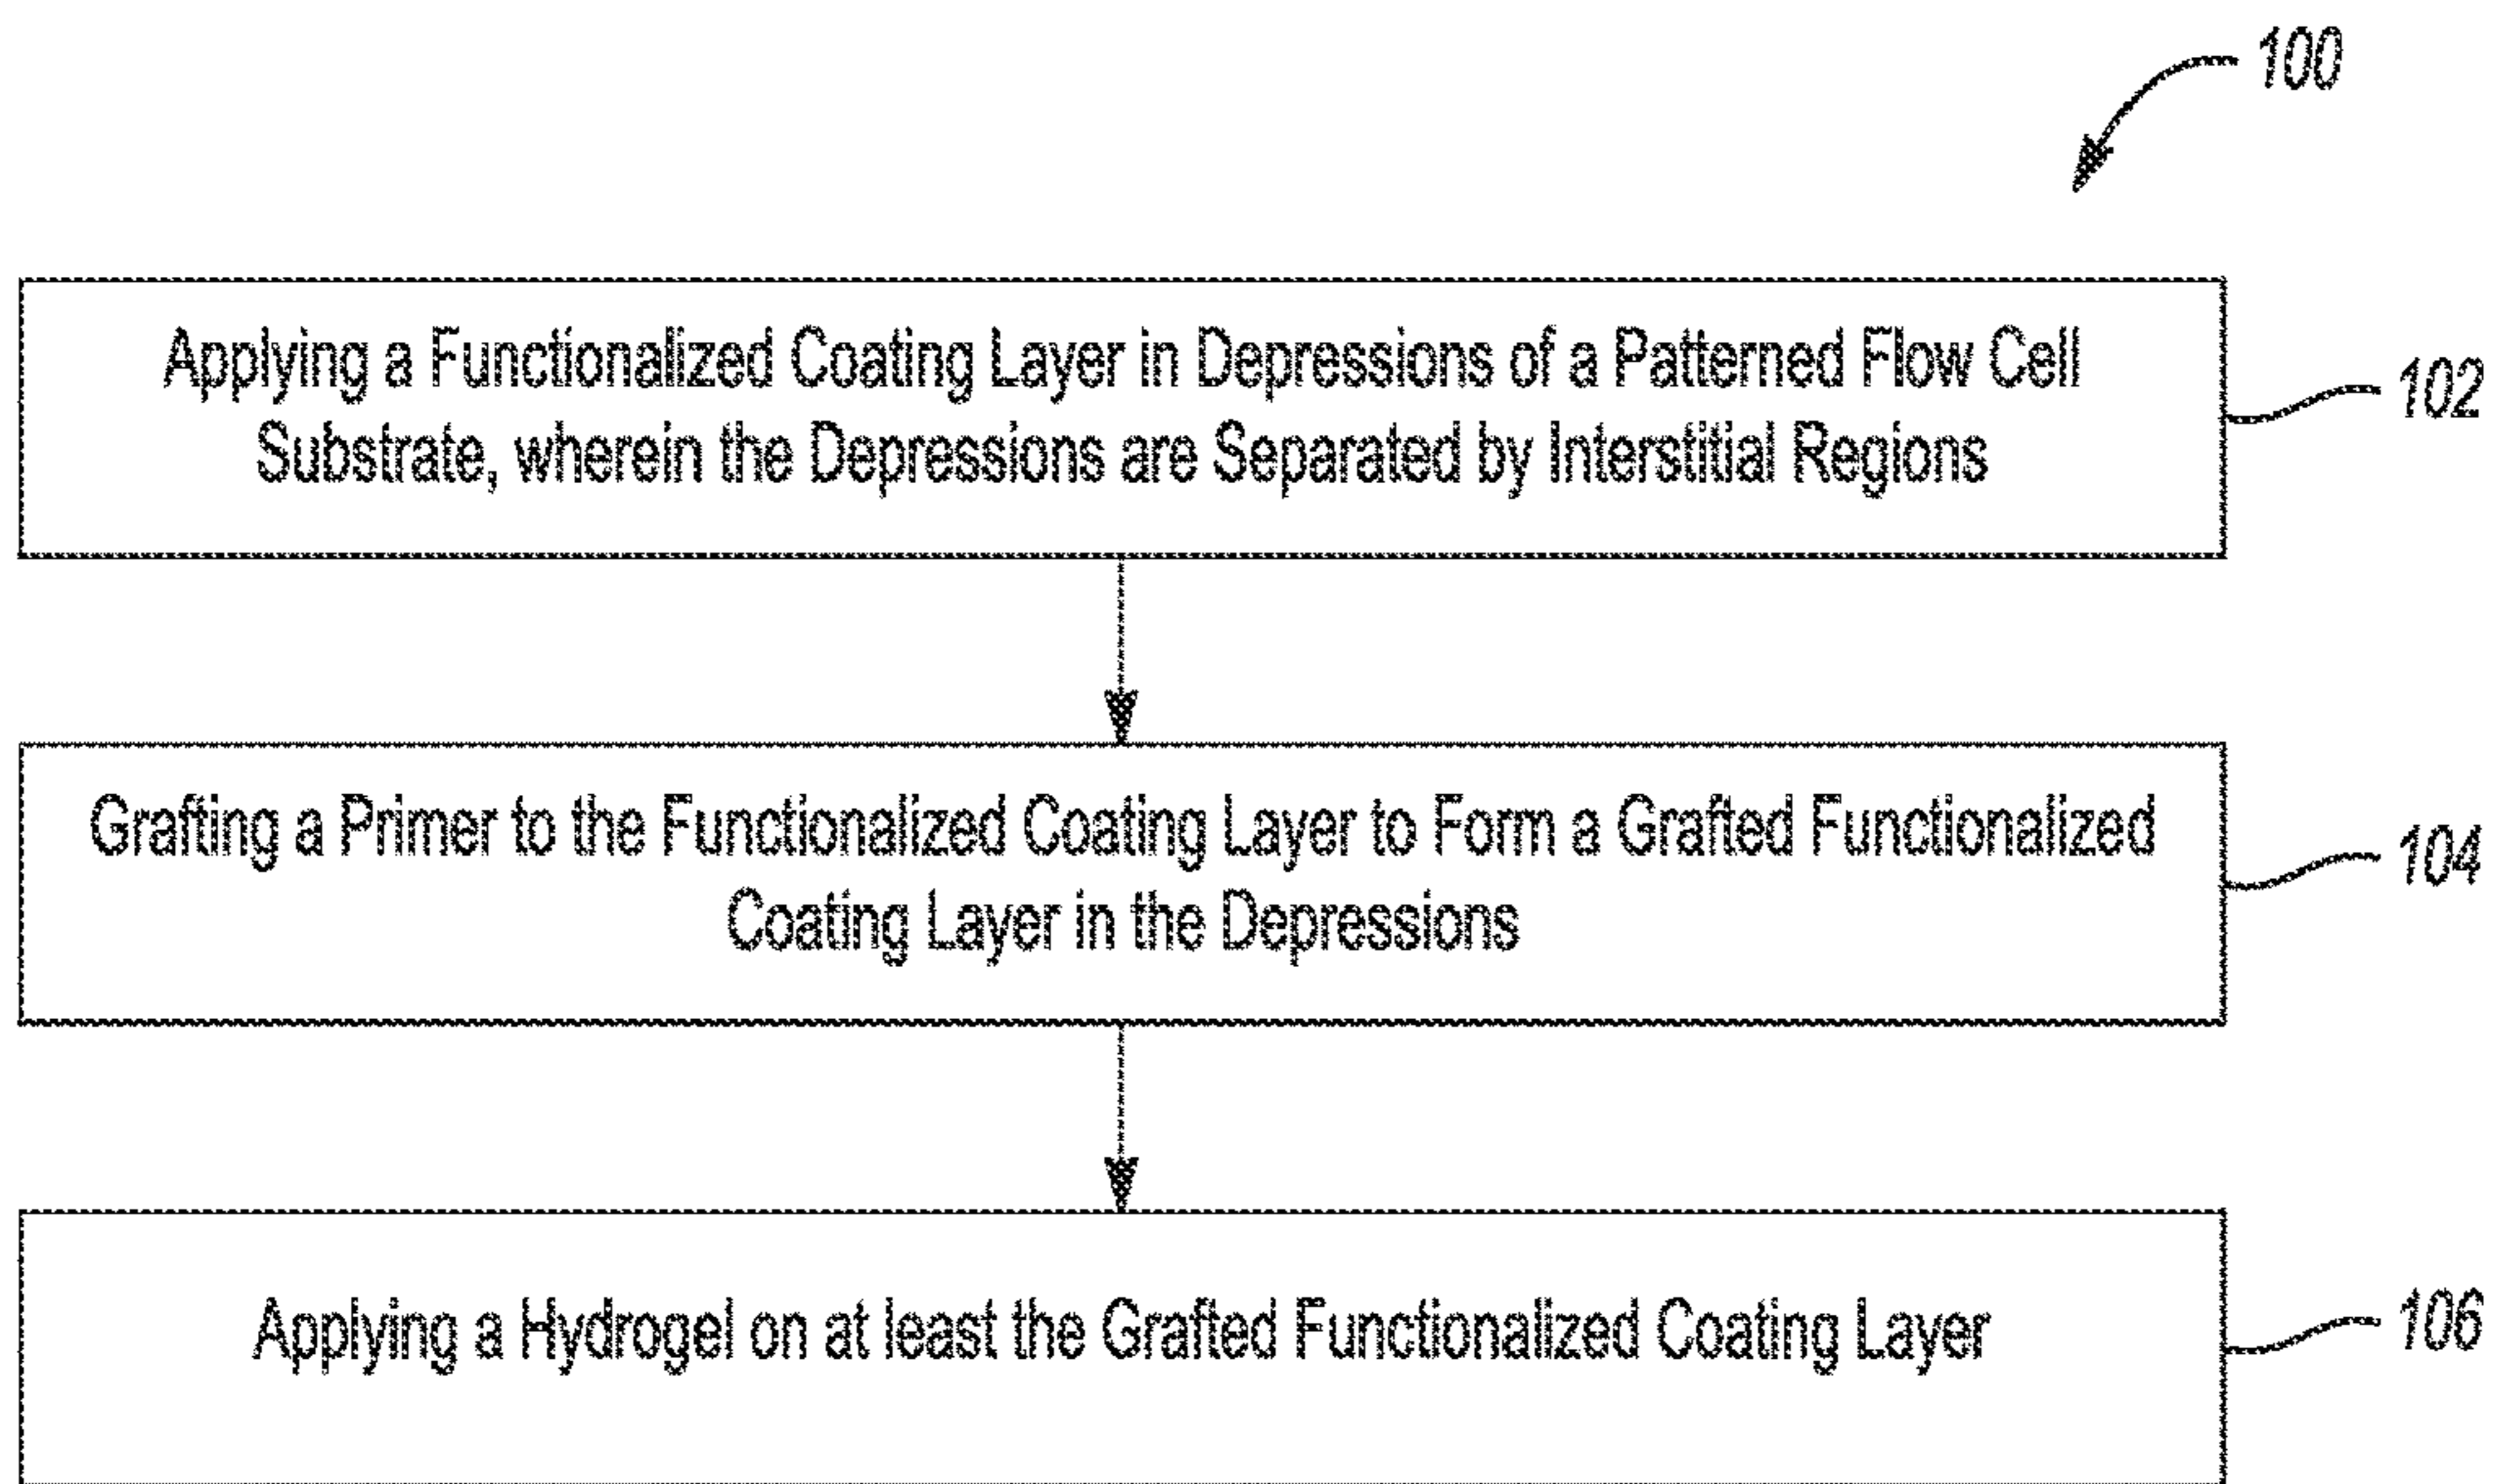 100
Applying a Functionalized Coating Layer in Depressions of a Patterned Flow Cell
Substrate, wherein the Depressions are Separated by Interstitial Regions
102
Grafting a Primer to the Functionalized Coating Layer to Form a Grafted Functionalized
Coating Layer in the Depressions
104
Applying a Hydrogel on at least the Grafted Functionalized Coating Layer
106